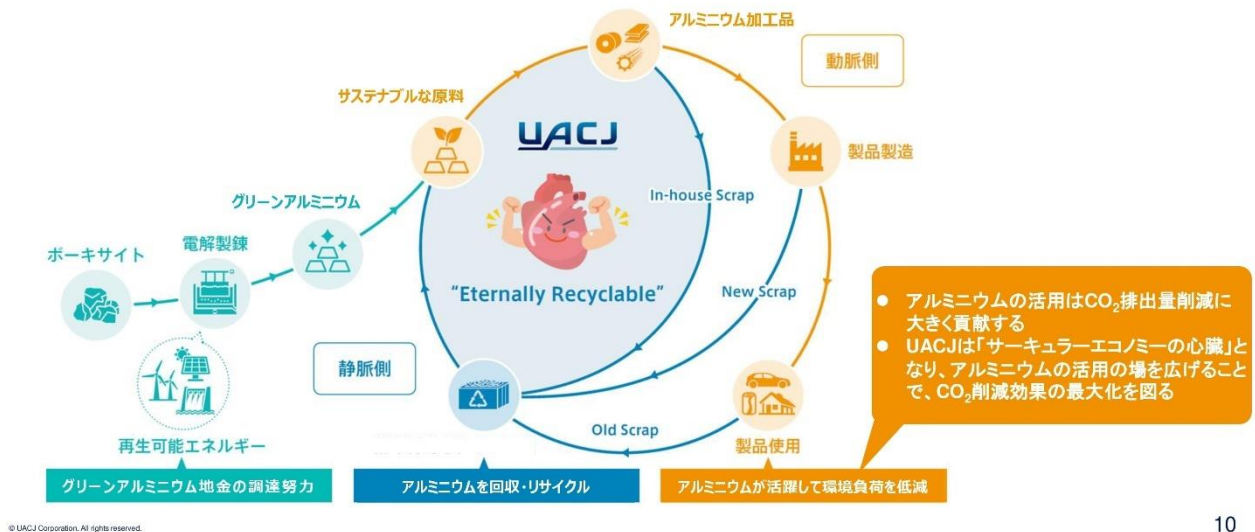 アルミニウム加工品
動脈側
サステナブルな原料
UACJ
製品製造
In-house Scrap
グリーンアルミニウム
電解製錬
ボーキサイト
"Eternally Recyclable"
New Scrap
● アルミニウムの活用はCO₂排出量削減に
大きく貢献する
● UACJは「サーキュラーエコノミーの心臓」と
なり、アルミニウムの活用の場を広げること
で、CO₂削減効果の最大化を図る
静脈側
Old Scrap
再生可能エネルギー
製品使用
グリーンアルミニウム地金の調達努力
アルミニウムを回収・リサイクル
アルミニウムが活躍して環境負荷を低減
© UACJ Corporation. All rights reserved.
10